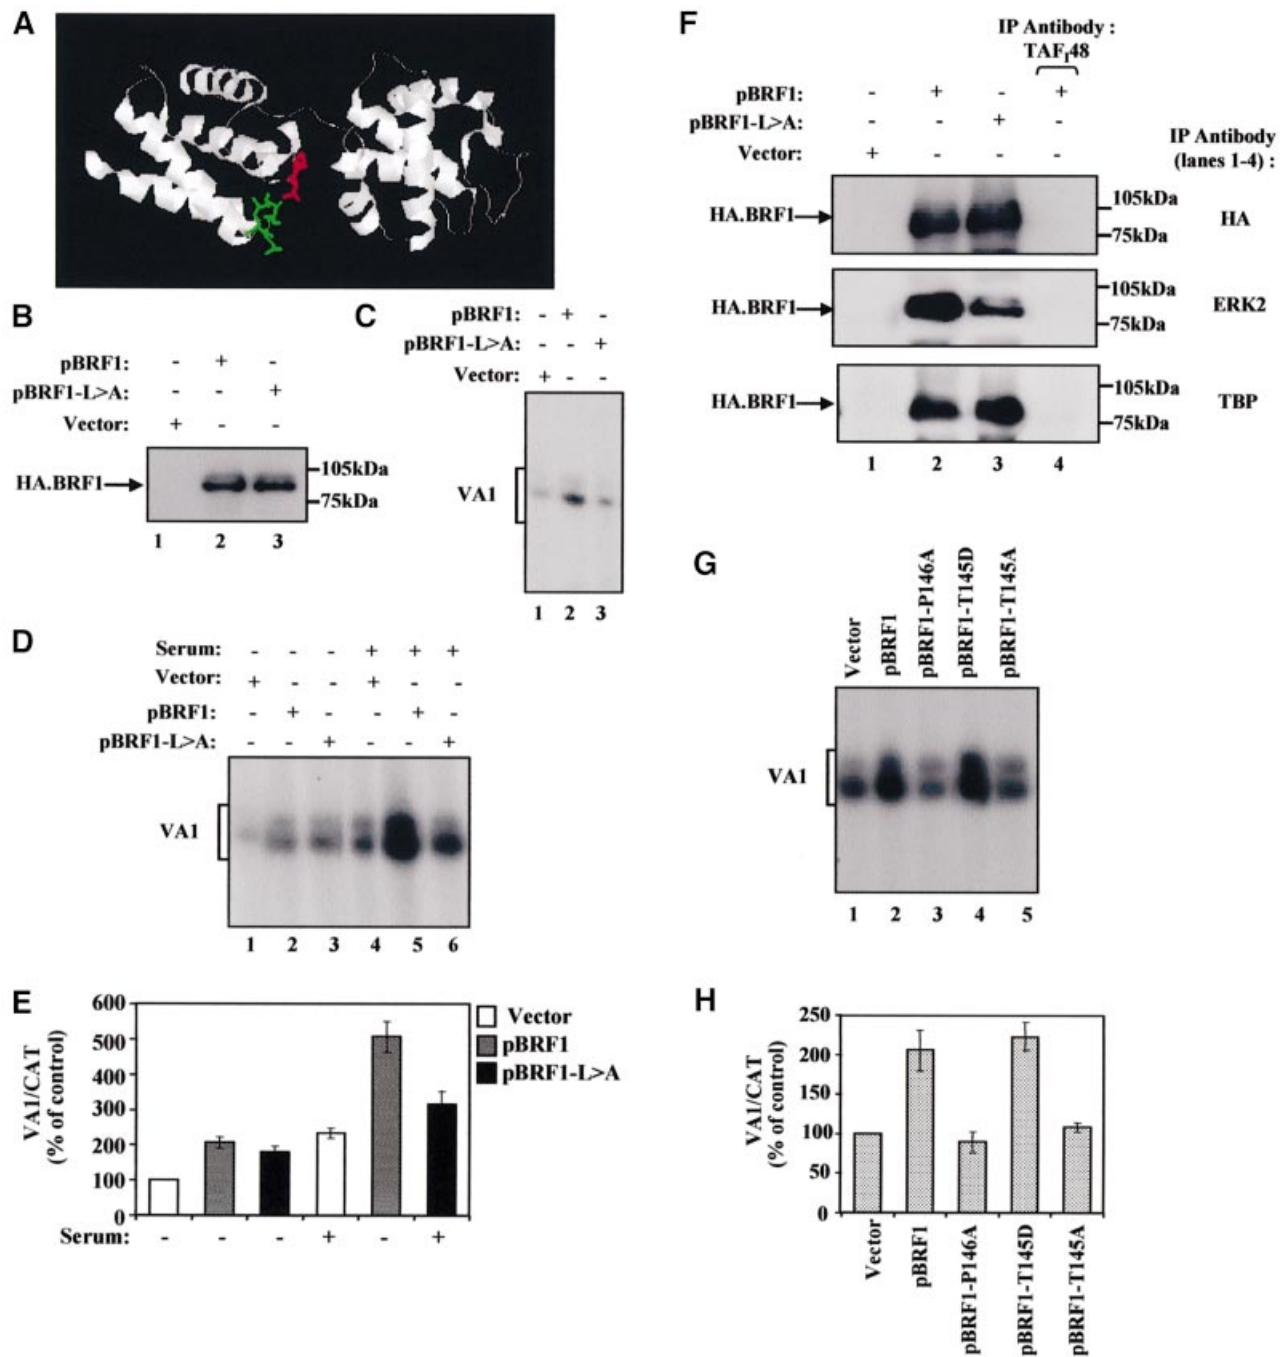 A
B
pBRF1: - + -
pBRF1-L>A: - - +
Vector: + - -
HA.BRF1
105kDa
75kDa
1 2 3
C
pBRF1: - + -
pBRF1-L>A: - - +
Vector: + - -
VA1
1 2 3
D
Serum: - - - + + +
Vector: + - - + - -
pBRF1: - + - - + -
pBRF1-L>A: - - + - - +
VA1
1 2 3 4 5 6
E
VA1/CAT
(% of control)
600
500
400
300
200
100
0
Serum: - - - + - +
Vector
pBRF1
pBRF1-L>A
F
IP Antibody :
TAFI48
pBRF1: - + - +
pBRF1-L>A: - - + -
Vector: + - - -
IP Antibody
(lanes 1-4) :
HA.BRF1
105kDa
75kDa
HA
HA.BRF1
105kDa
75kDa
ERK2
HA.BRF1
105kDa
75kDa
TBP
1 2 3 4
G
Vector
pBRF1
pBRF1-P146A
pBRF1-T145D
pBRF1-T145A
VA1
1 2 3 4 5
H
VA1/CAT
(% of control)
250
200
150
100
50
0
Vector
pBRF1
pBRF1-P146A
pBRF1-T145D
pBRF1-T145A